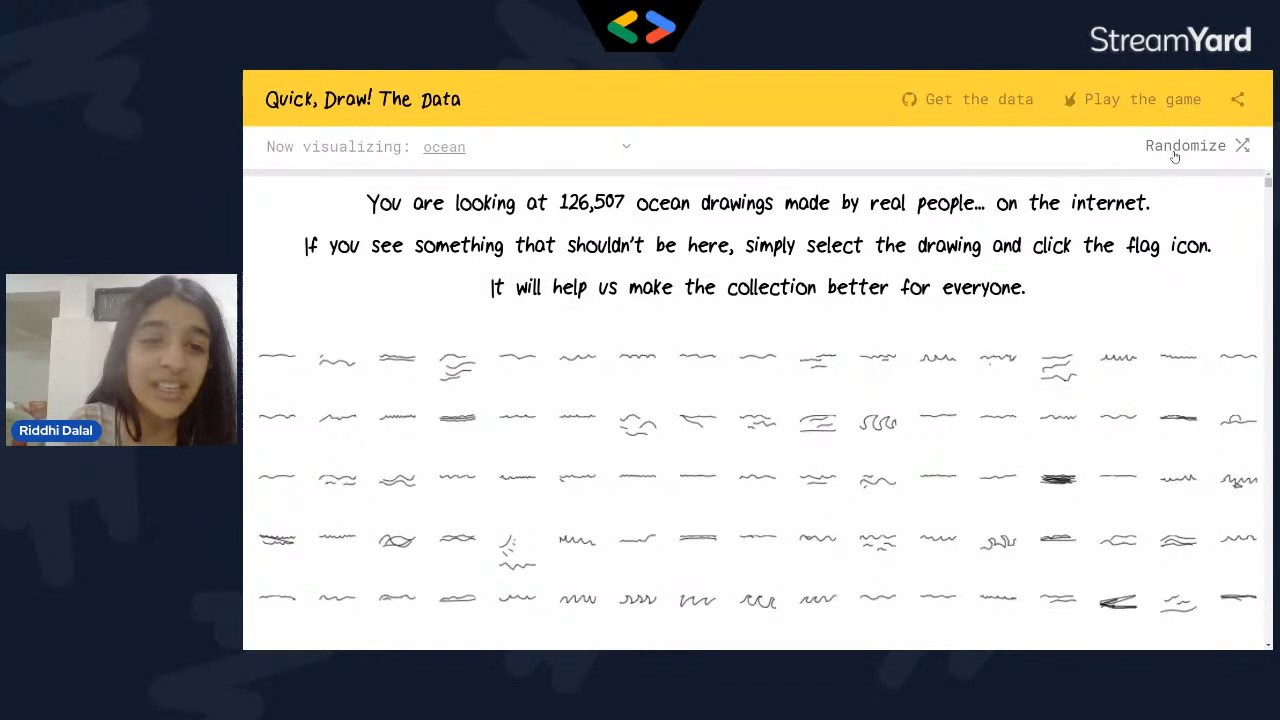 StreamYard
Quick, Draw! The Data
Get the data
Play the game
Now visualizing: ocean
Randomize
You are looking at 126,507 ocean drawings made by real people... on the internet.
If you see something that shouldn't be here, simply select the drawing and click the flag icon.
It will help us make the collection better for everyone.
Riddhi Dalal